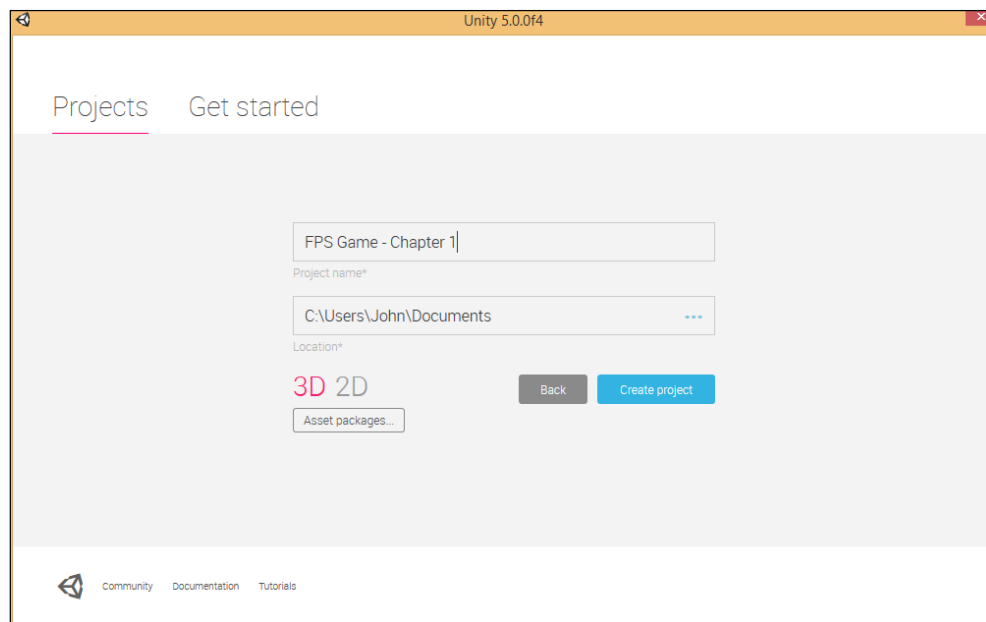 Unity 5.0.0f4
Projects Get started
FPS Game - Chapter 1
Project name*
C:\Users\John\Documents
Location*
3D 2D
Back Create project
Asset packages...
Community Documentation Tutorials